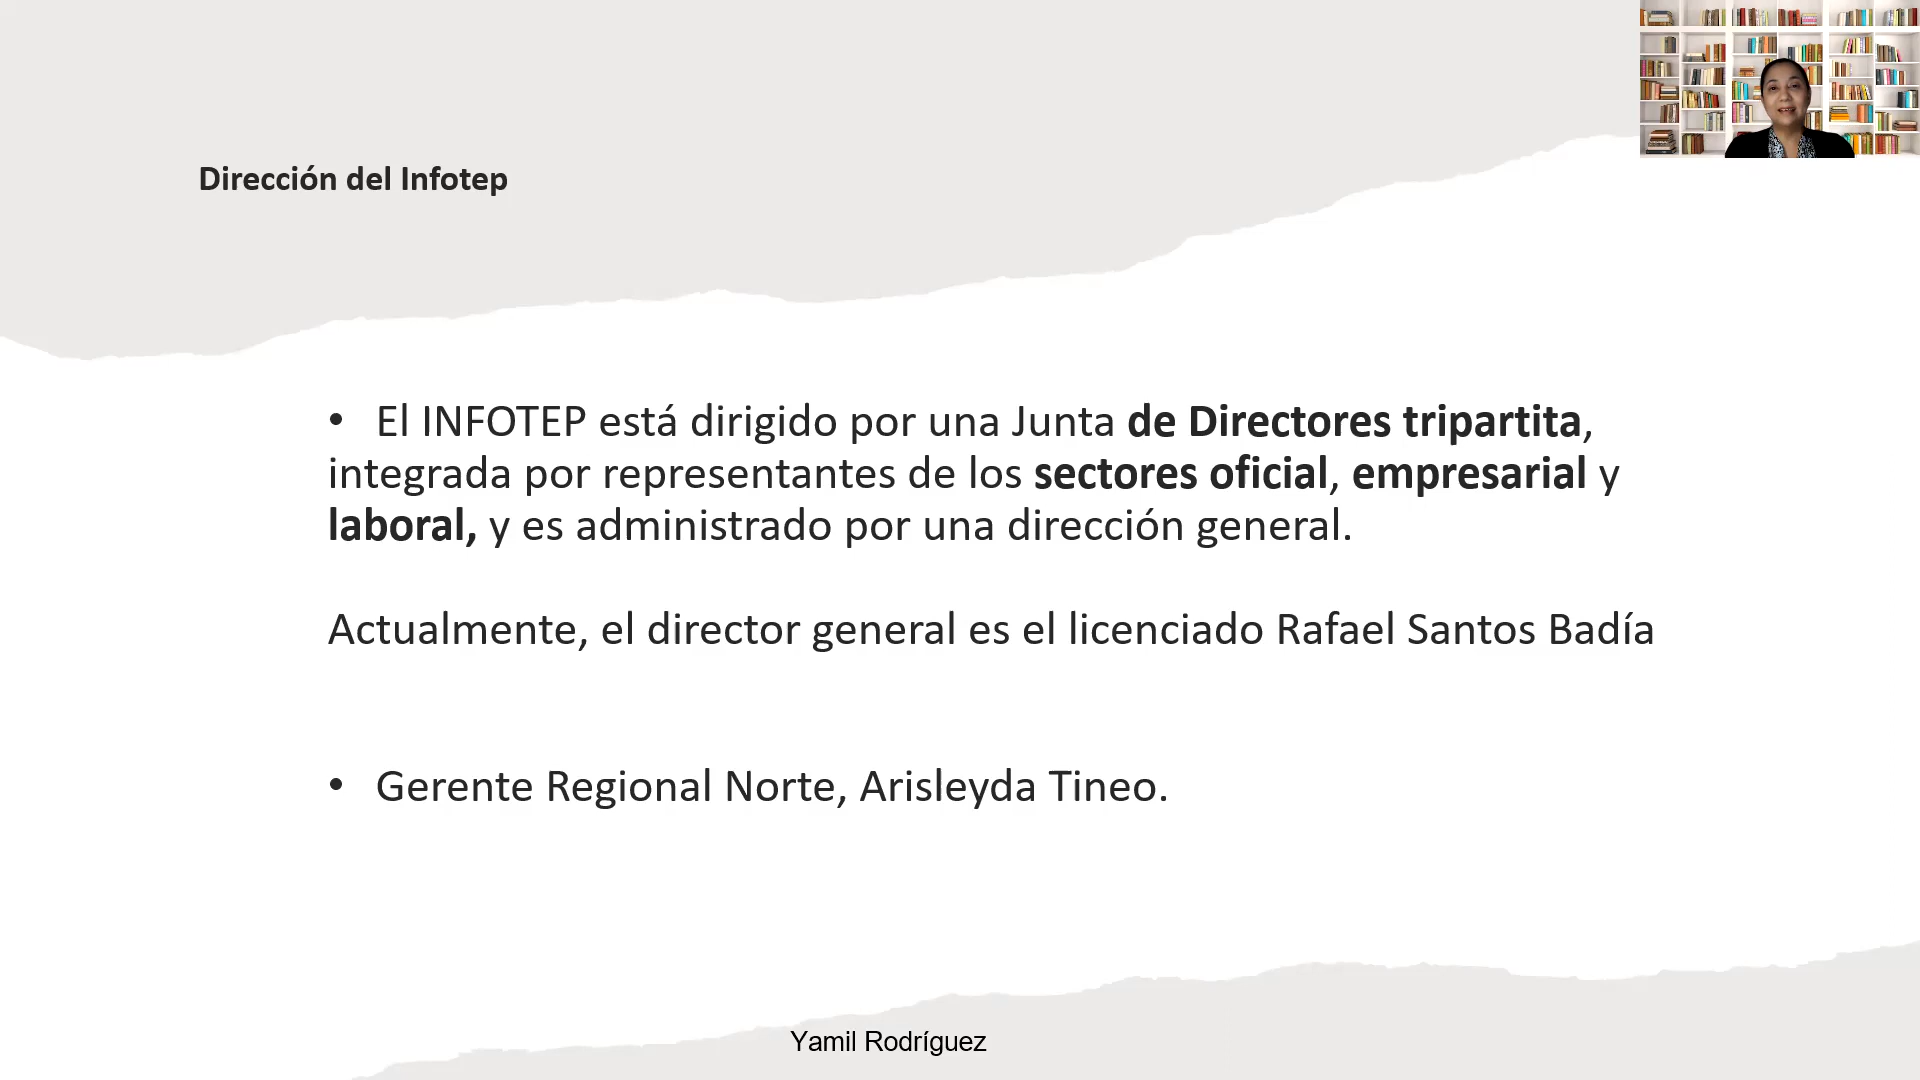 Dirección del Infotep
• El INFOTEP está dirigido por una Junta de Directores tripartita,
integrada por representantes de los sectores oficial, empresarial y
laboral, y es administrado por una dirección general.
Actualmente, el director general es el licenciado Rafael Santos Badía
• Gerente Regional Norte, Arisleyda Tineo.
Yamil Rodríguez